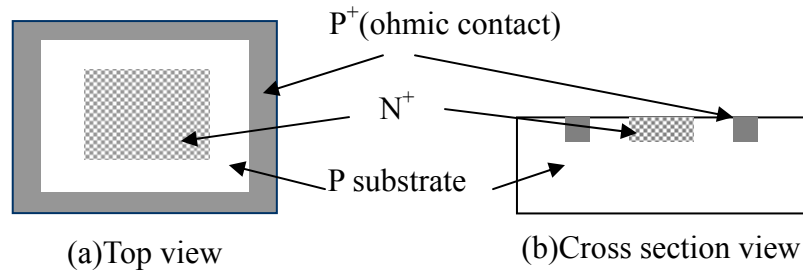 P⁺(ohmic contact)
N⁺
P substrate
(a)Top view
(b)Cross section view